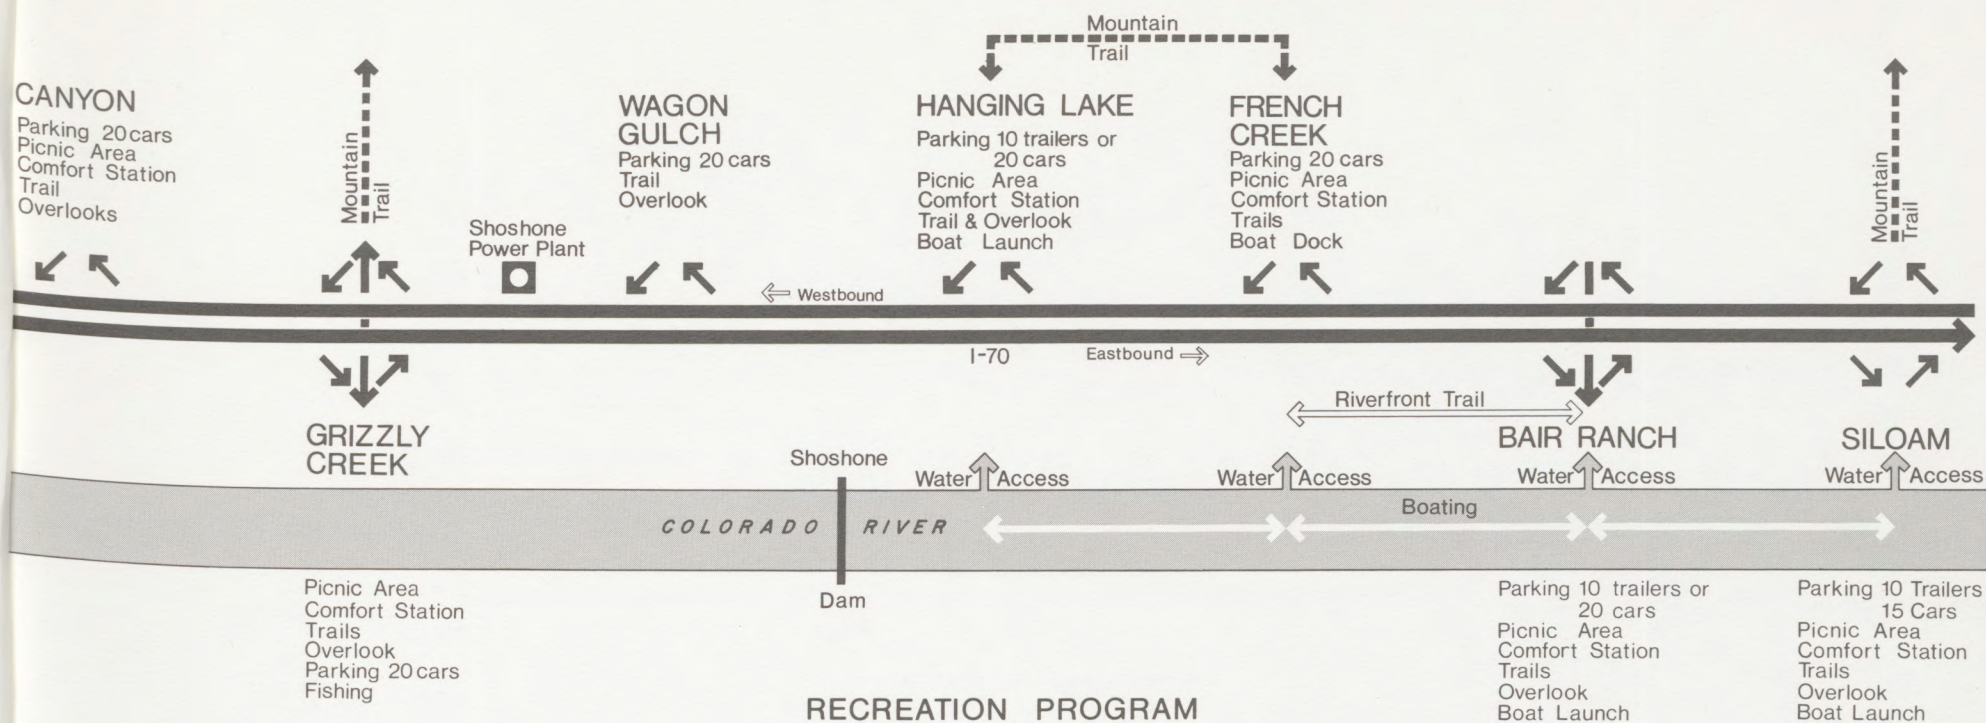 Mountain
Trail
CANYON
Parking 20 cars
Picnic Area
Comfort Station
Trail
Overlooks
Mountain
Trail
Shoshone
Power Plant
WAGON
GULCH
Parking 20 cars
Trail
Overlook
HANGING LAKE
Parking 10 trailers or
20 cars
Picnic Area
Comfort Station
Trail & Overlook
Boat Launch
FRENCH
CREEK
Parking 20 cars
Picnic Area
Comfort Station
Trails
Boat Dock
Mountain
Trail
Westbound
I-70
Eastbound
Riverfront Trail
GRIZZLY
CREEK
BAIR RANCH
SILOAM
Shoshone
Water Access
Water Access
Water Access
Water Access
Boating
COLORADO RIVER
Dam
Picnic Area
Comfort Station
Trails
Overlook
Parking 20 cars
Fishing
Parking 10 trailers or
20 cars
Picnic Area
Comfort Station
Trails
Overlook
Boat Launch
Parking 10 Trailers
15 Cars
Picnic Area
Comfort Station
Trails
Overlook
Boat Launch
RECREATION PROGRAM